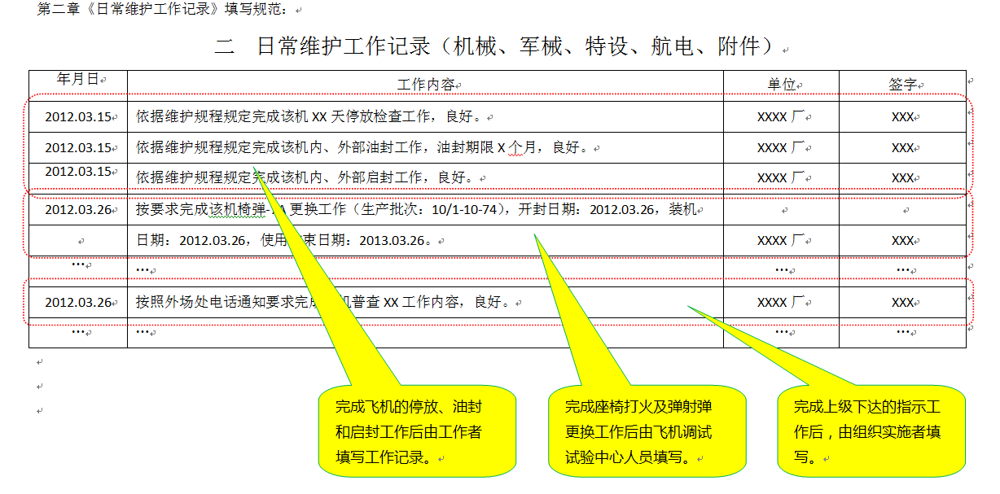 第二章《日常维护工作记录》填写规范：
二 日常维护工作记录（机械、军械、特设、航电、附件）
年月日 工作内容 单位 签字
2012.03.15 依据维护规程规定完成该机 XX 天停放检查工作，良好。 XXXX 厂 XXX
2012.03.15 依据维护规程规定完成该机内、外部油封工作，油封期限 X 个月，良好。 XXXX 厂 XXX
2012.03.15 依据维护规程规定完成该机内、外部启封工作，良好。 XXXX 厂 XXX
2012.03.26 按要求完成该机椅弹- A 更换工作（生产批次：10/1-10-74），开封日期：2012.03.26，装机
日期：2012.03.26，使用 束日期：2013.03.26。 XXXX 厂 XXX
… … … …
2012.03.26 按照外场处电话通知要求完成 机普查 XX 工作内容，良好。 XXXX 厂 XXX
… … … …
完成飞机的停放、油封
和启封工作后由工作者
填写工作记录。
完成座椅打火及弹射弹
更换工作后由飞机调试
试验中心人员填写。
完成上级下达的指示工
作后，由组织实施者填
写。